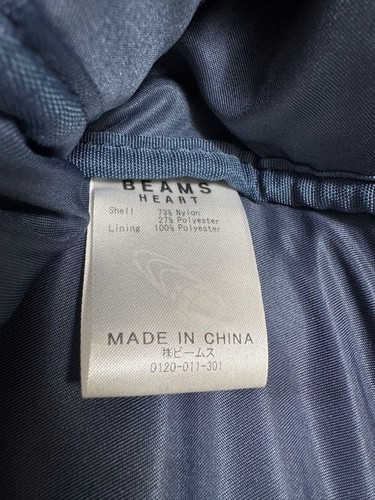 BEAMS
HEART
Shell 73% Nylon
27% Polyester
Lining 100% Polyester
MADE IN CHINA
㈱ビームス
0120-011-301